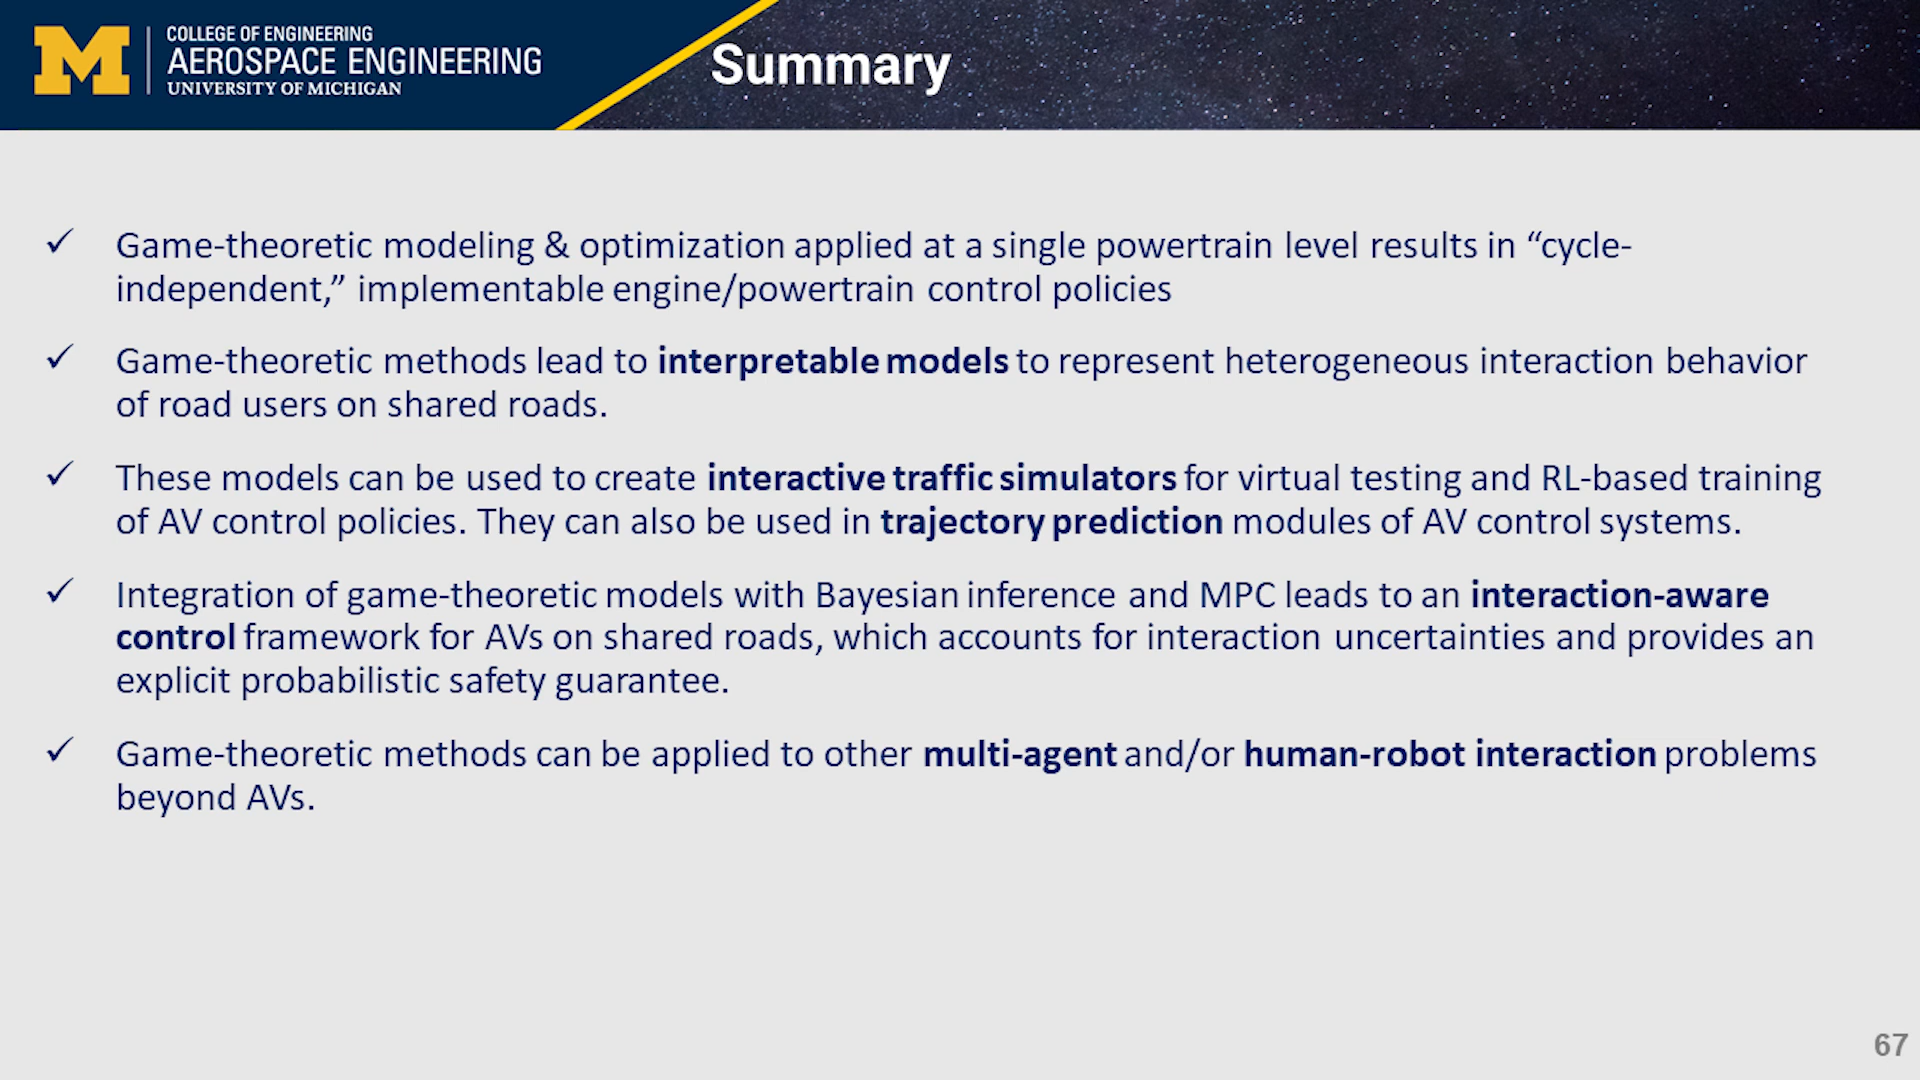 COLLEGE OF ENGINEERING
AEROSPACE ENGINEERING
UNIVERSITY OF MICHIGAN
Summary
✓ Game-theoretic modeling & optimization applied at a single powertrain level results in “cycle-
independent,” implementable engine/powertrain control policies
✓ Game-theoretic methods lead to interpretable models to represent heterogeneous interaction behavior
of road users on shared roads.
✓ These models can be used to create interactive traffic simulators for virtual testing and RL-based training
of AV control policies. They can also be used in trajectory prediction modules of AV control systems.
✓ Integration of game-theoretic models with Bayesian inference and MPC leads to an interaction-aware
control framework for AVs on shared roads, which accounts for interaction uncertainties and provides an
explicit probabilistic safety guarantee.
✓ Game-theoretic methods can be applied to other multi-agent and/or human-robot interaction problems
beyond AVs.
67